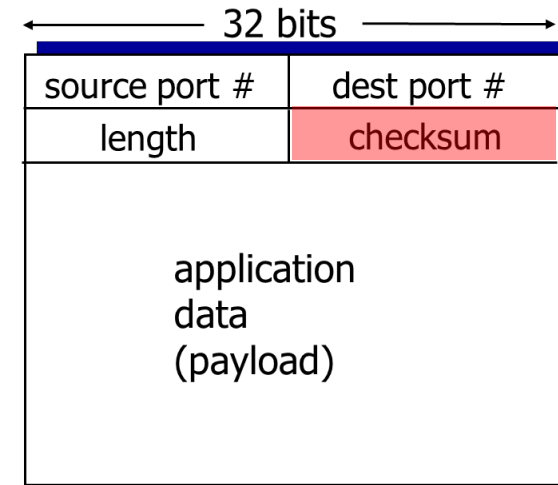 32 bits
source port # dest port #
length checksum
application
data
(payload)